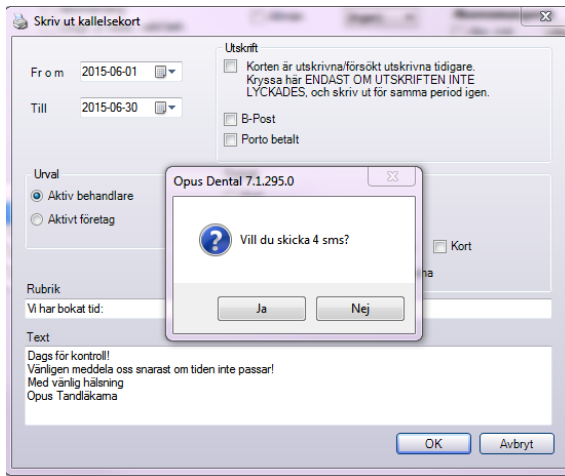 Skriv ut kallelsekort
From 2015-06-01
Till 2015-06-30
Utskrift
Korten är utskrivna/försökt utskrivna tidigare.
Kryssa här ENDAST OM UTSKRIFTEN INTE
LYCKADES, och skriv ut för samma period igen.
B-Post
Porto betalt
Urval
Aktiv behandlare
Aktivt företag
Opus Dental 7.1.295.0
Vill du skicka 4 sms?
Ja
Nej
Kort
na
Rubrik
Vi har bokat tid:
Text
Dags för kontroll!
Vänligen meddela oss snarast om tiden inte passar!
Med vänlig hälsning
Opus Tandläkarna
OK
Avbryt